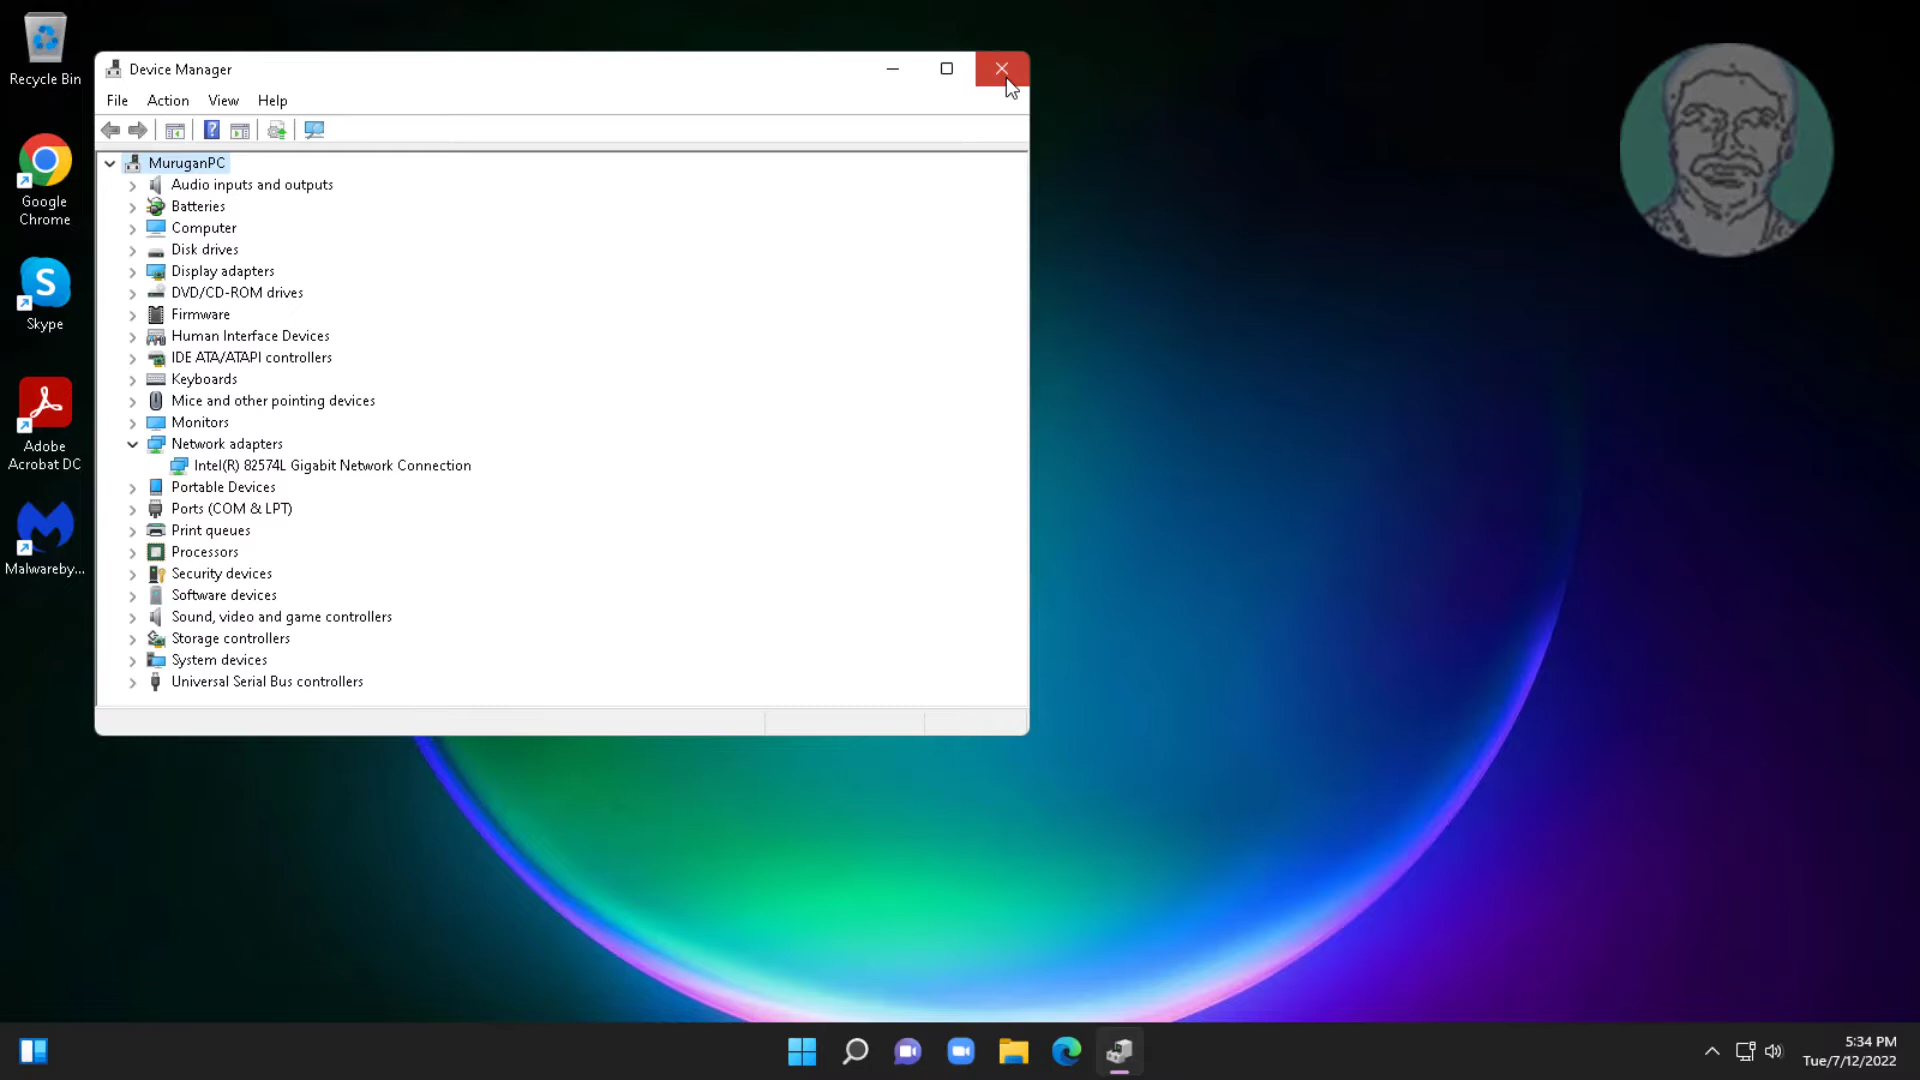 Recycle Bin
Google
Chrome
Skype
Adobe
Acrobat DC
Malwareby...
Device Manager
File Action View Help
MuruganPC
Audio inputs and outputs
Batteries
Computer
Disk drives
Display adapters
DVD/CD-ROM drives
Firmware
Human Interface Devices
IDE ATA/ATAPI controllers
Keyboards
Mice and other pointing devices
Monitors
Network adapters
Intel(R) 82574L Gigabit Network Connection
Portable Devices
Ports (COM & LPT)
Print queues
Processors
Security devices
Software devices
Sound, video and game controllers
Storage controllers
System devices
Universal Serial Bus controllers
5:34 PM
Tue/7/12/2022